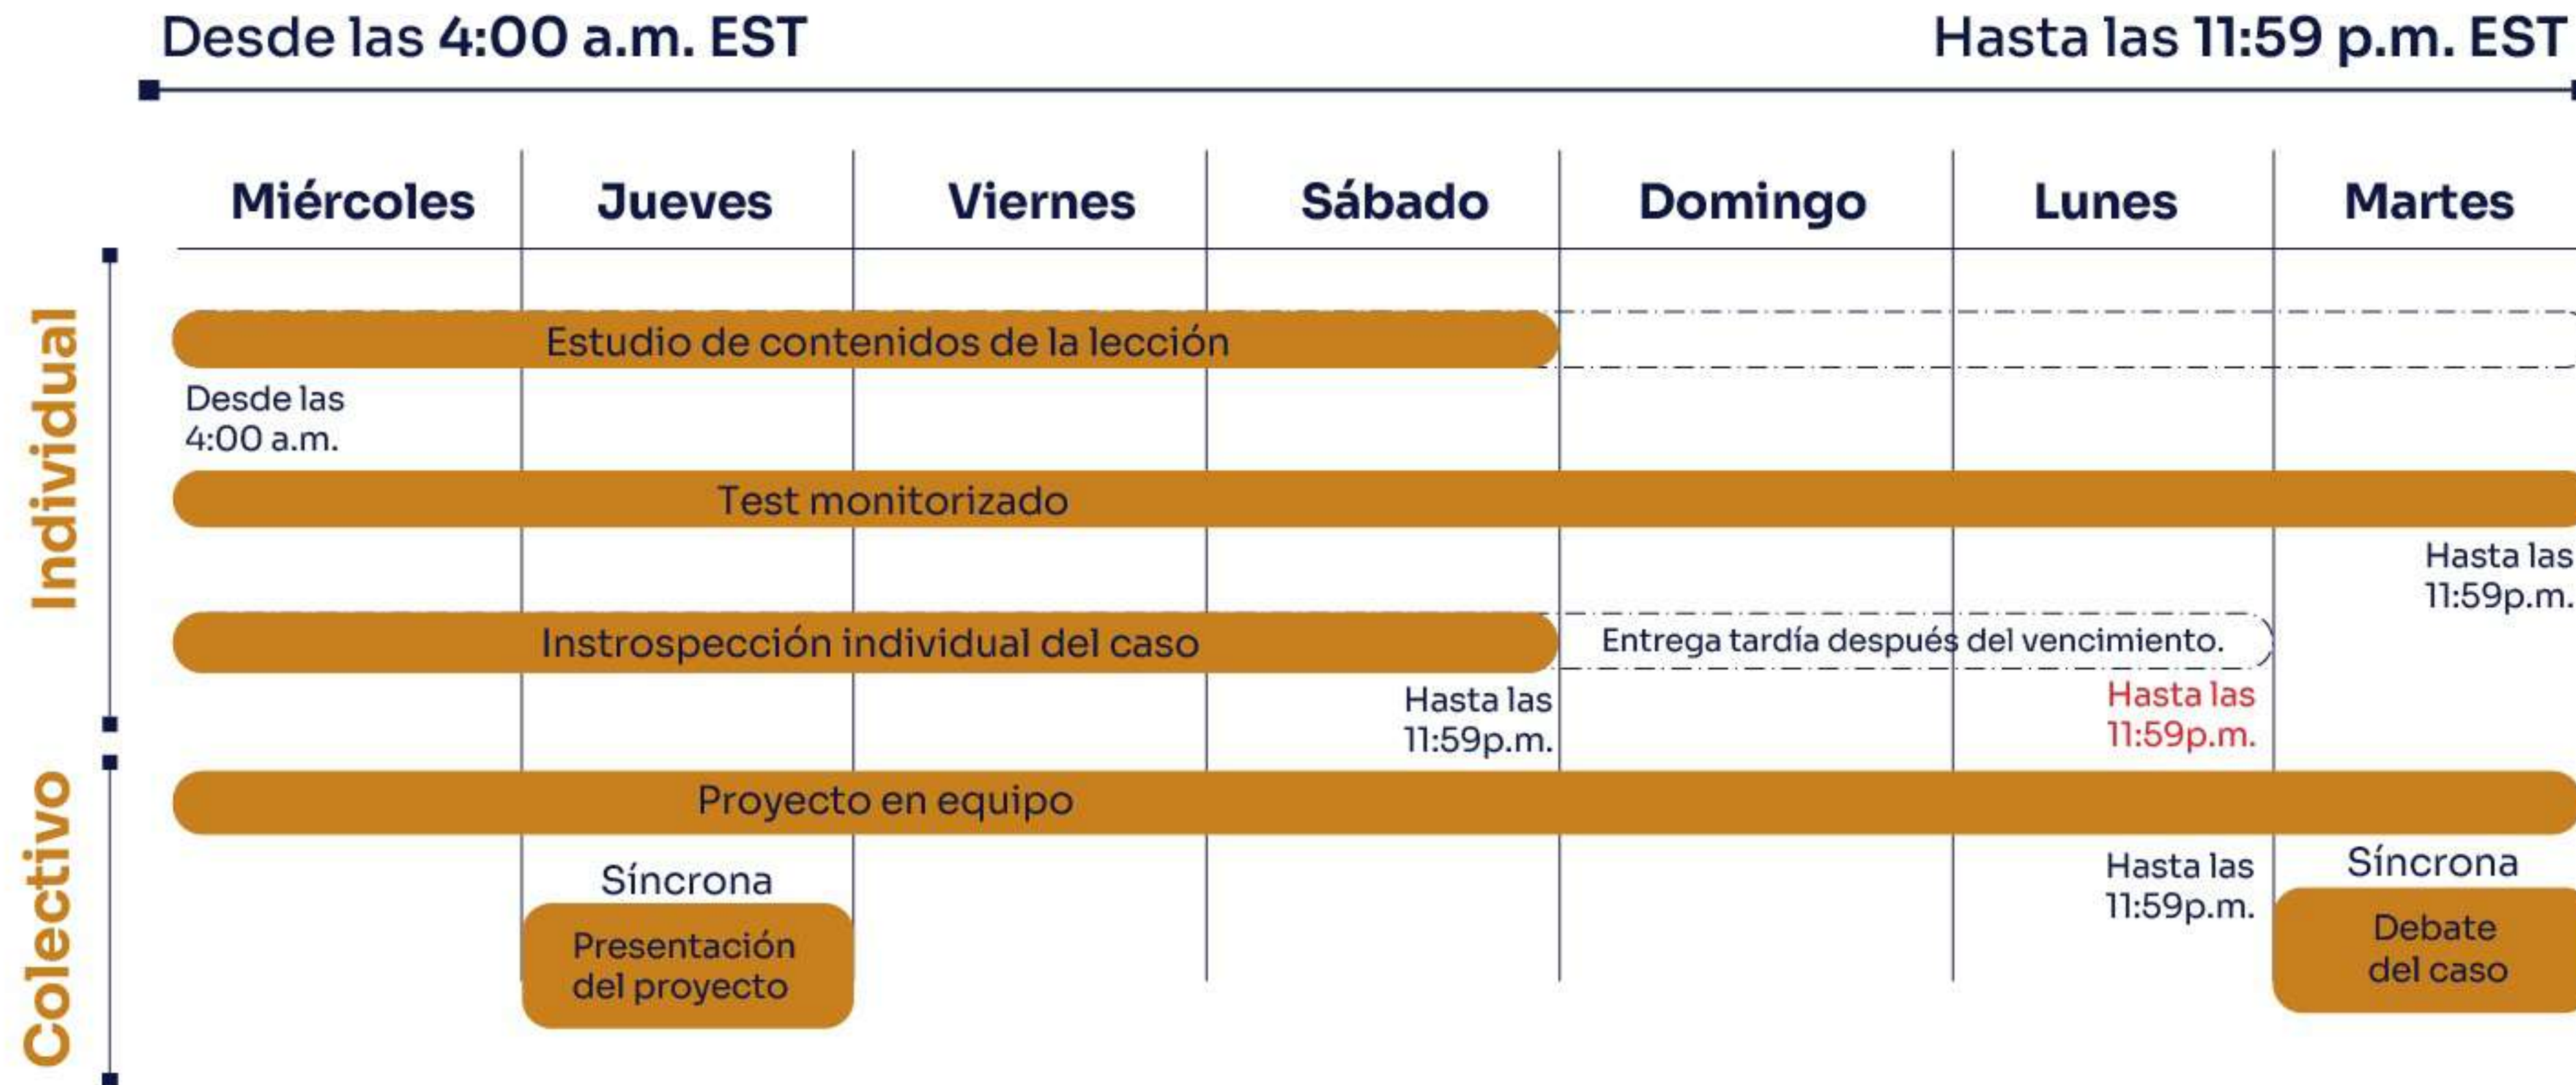 Desde las 4:00 a.m. EST
Hasta las 11:59 p.m. EST
Miércoles
Jueves
Viernes
Sábado
Domingo
Lunes
Martes
Individual
Estudio de contenidos de la lección
Desde las
4:00 a.m.
Test monitorizado
Hasta las
11:59p.m.
Instrospección individual del caso
Entrega tardía después del vencimiento.
Hasta las
11:59p.m.
Hasta las
11:59p.m.
Colectivo
Proyecto en equipo
Síncrona
Presentación
del proyecto
Hasta las
11:59p.m.
Síncrona
Debate
del caso